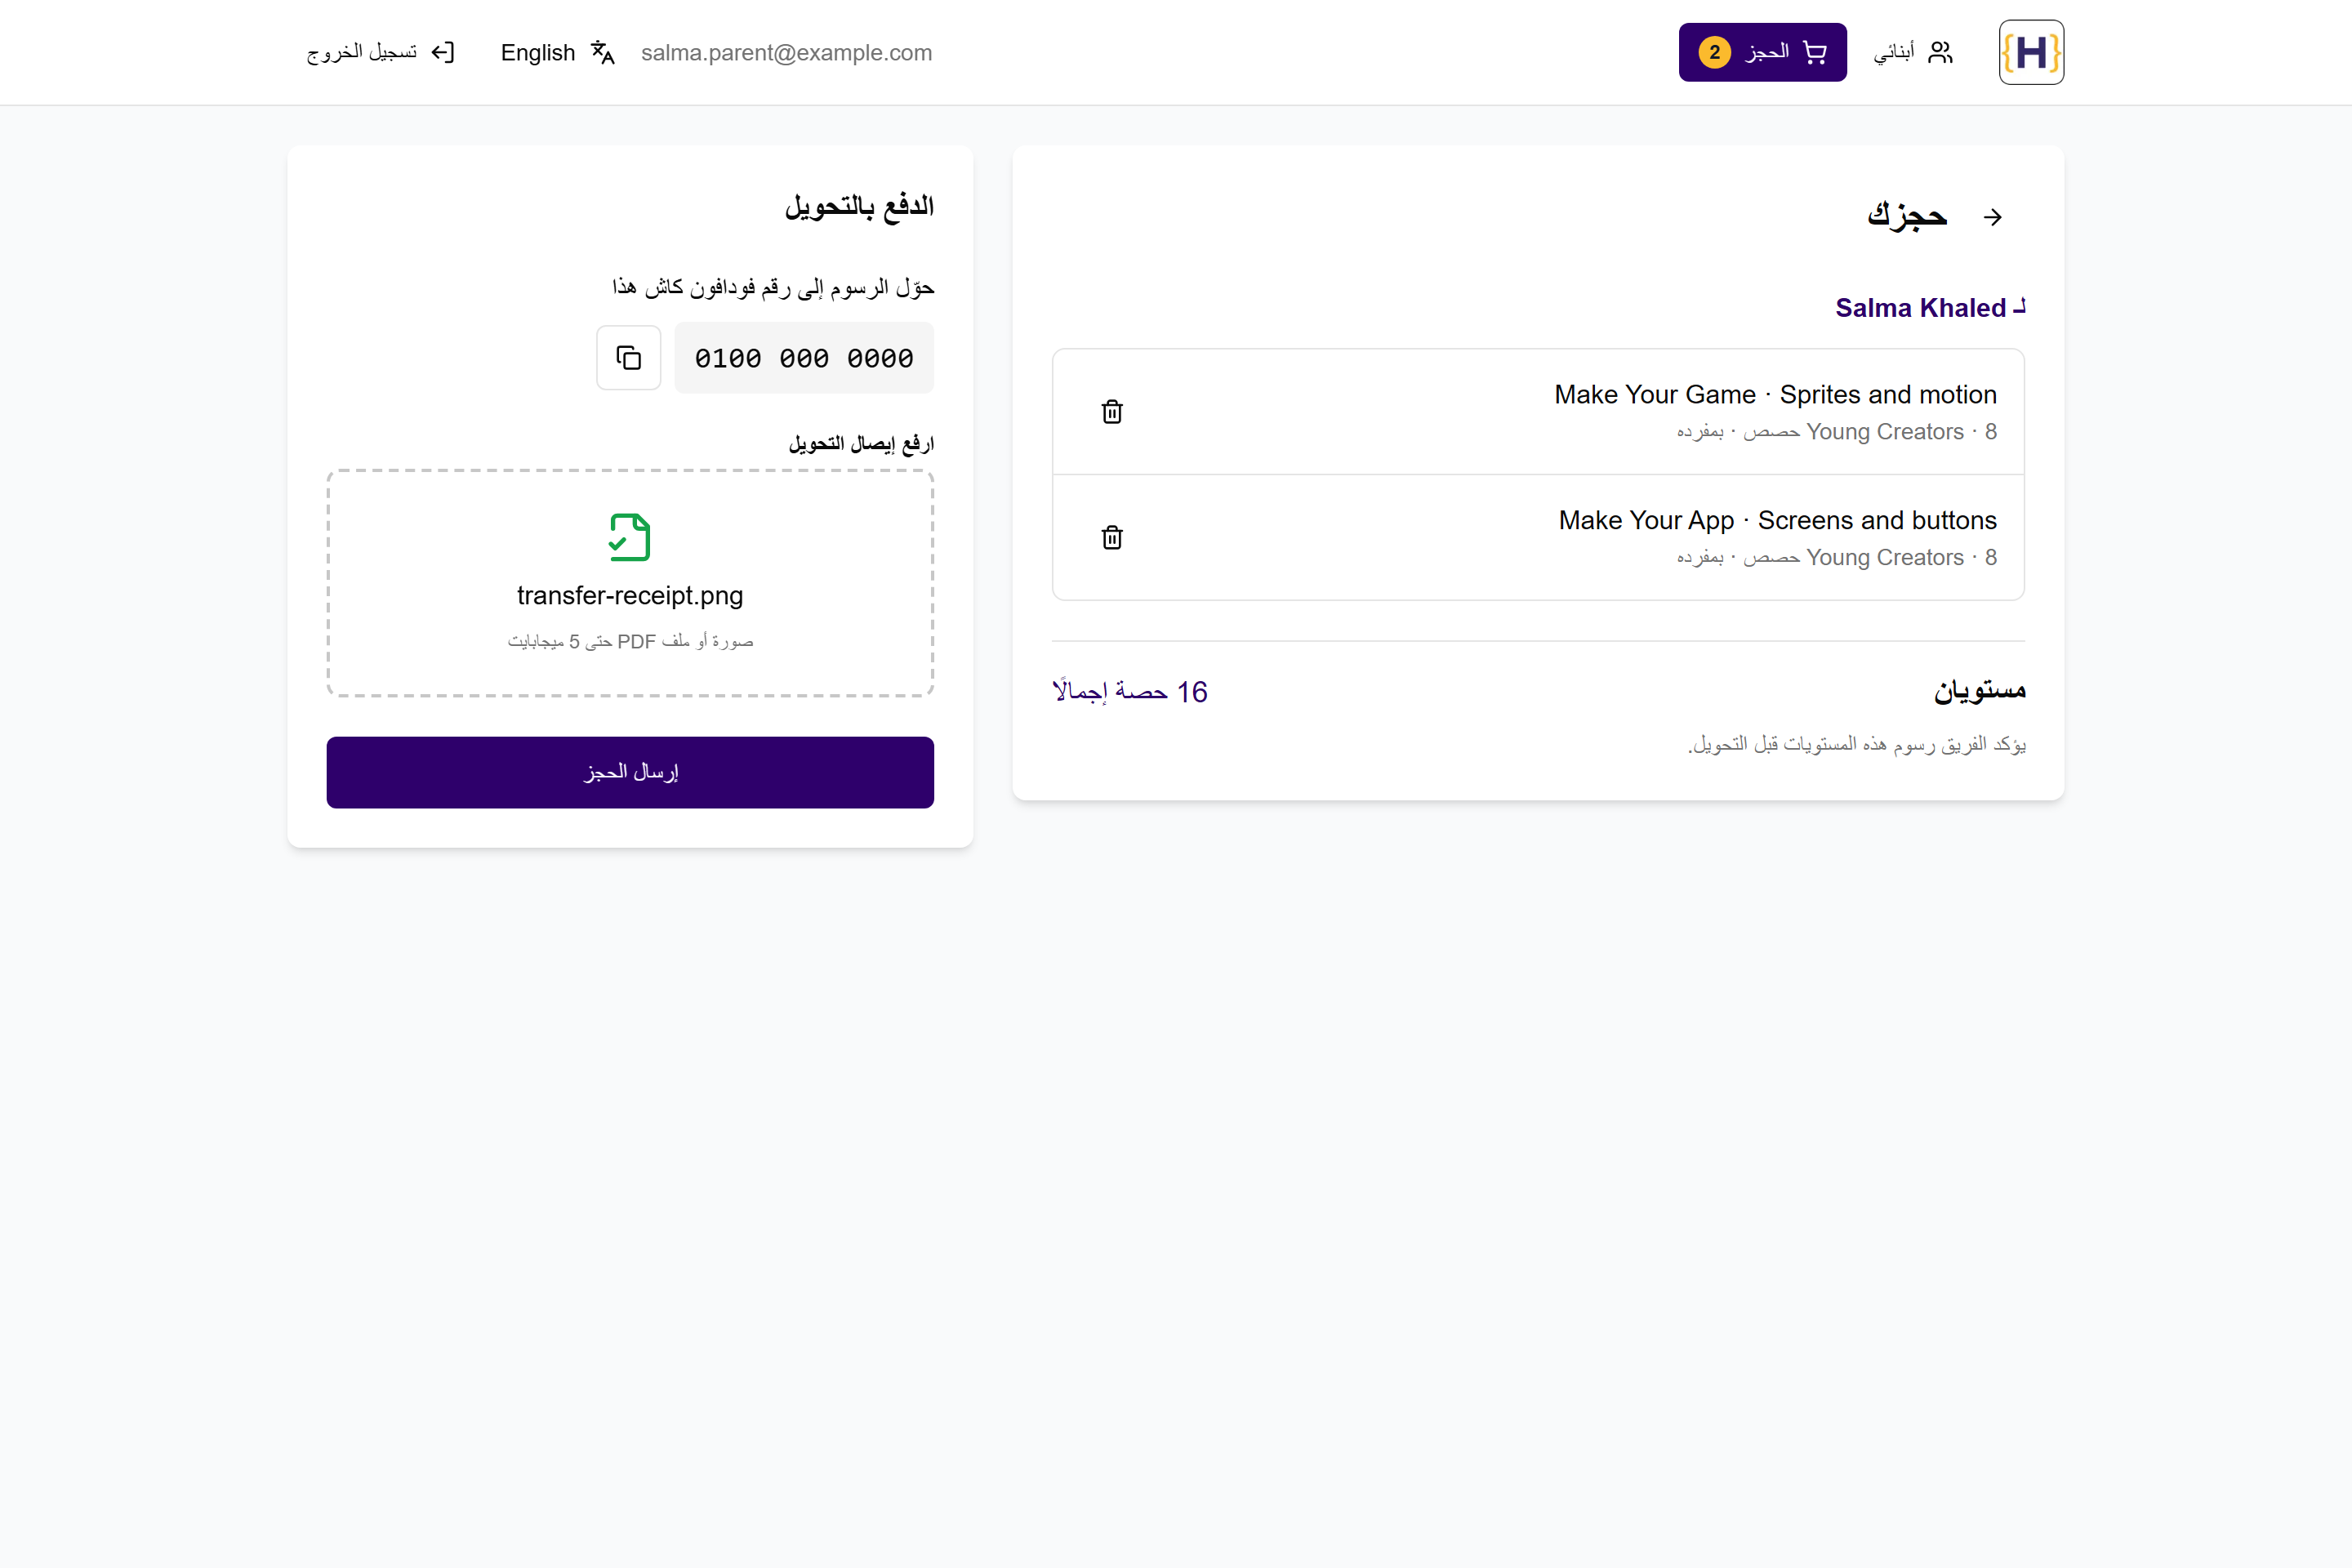 {H}
أبنائي
الحجز 2
salma.parent@example.com
English
تسجيل الخروج
حجزك
لـ Salma Khaled
Make Your Game · Sprites and motion
Young Creators · 8 حصص · بمفرده
Make Your App · Screens and buttons
Young Creators · 8 حصص · بمفرده
مستويان
16 حصة إجمالًا
يؤكد الفريق رسوم هذه المستويات قبل التحويل.
الدفع بالتحويل
حوّل الرسوم إلى رقم فودافون كاش هذا
0100 000 0000
ارفع إيصال التحويل
transfer-receipt.png
صورة أو ملف PDF حتى 5 ميجابايت
إرسال الحجز